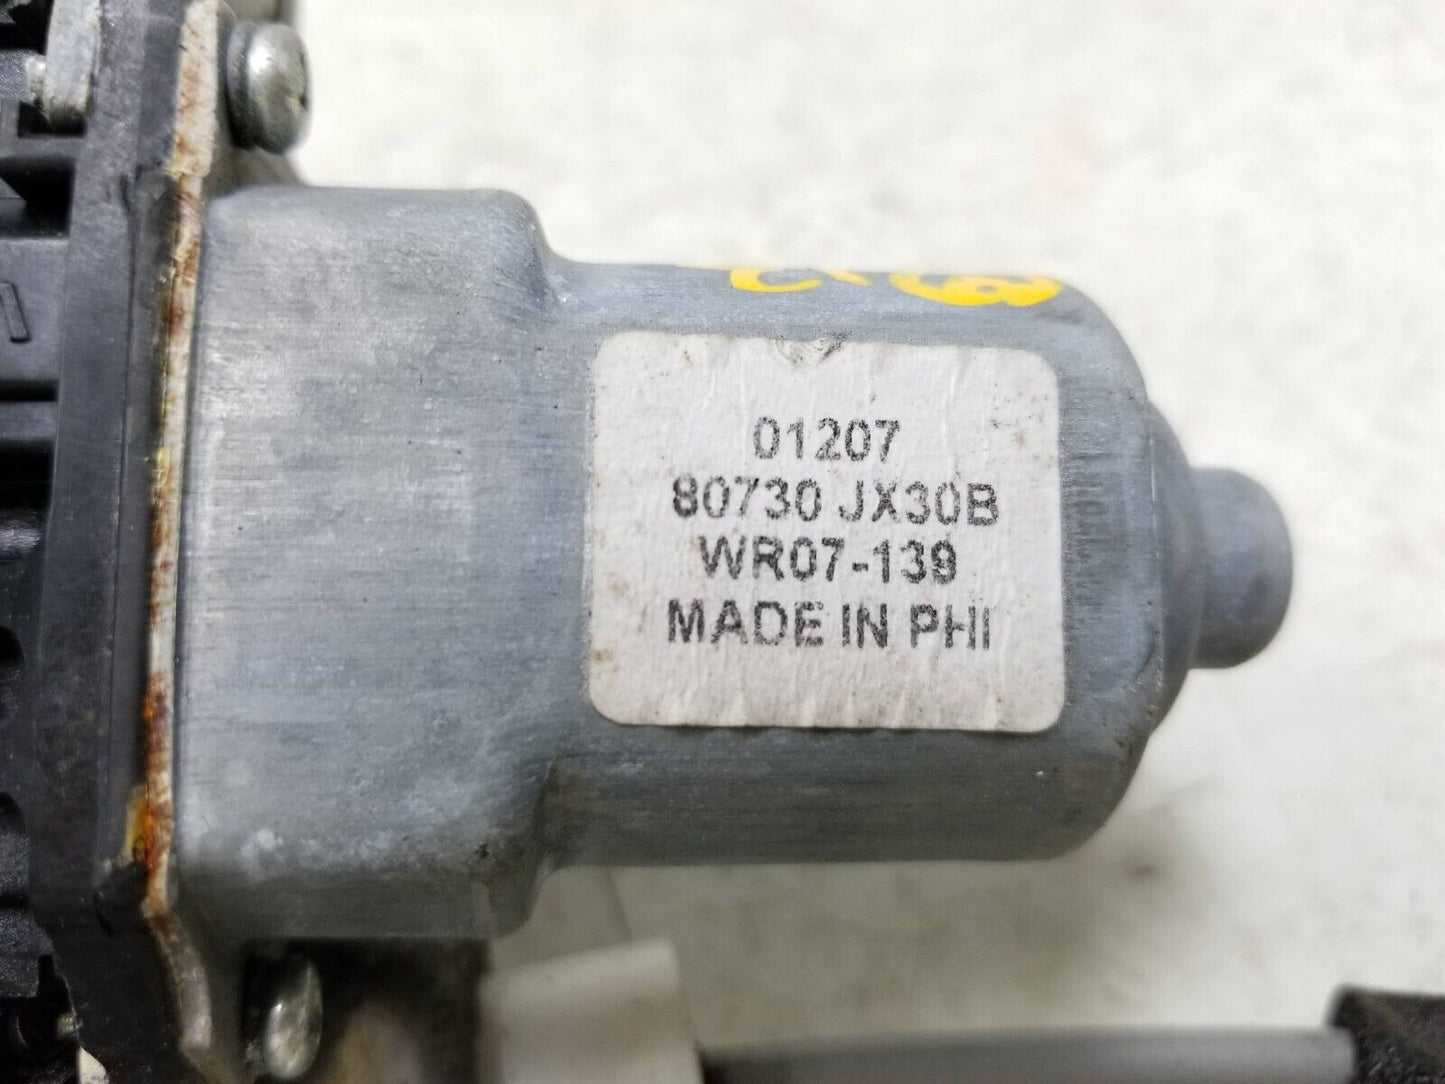 01207
80730 JX30B
WR07-139
MADE IN PHI